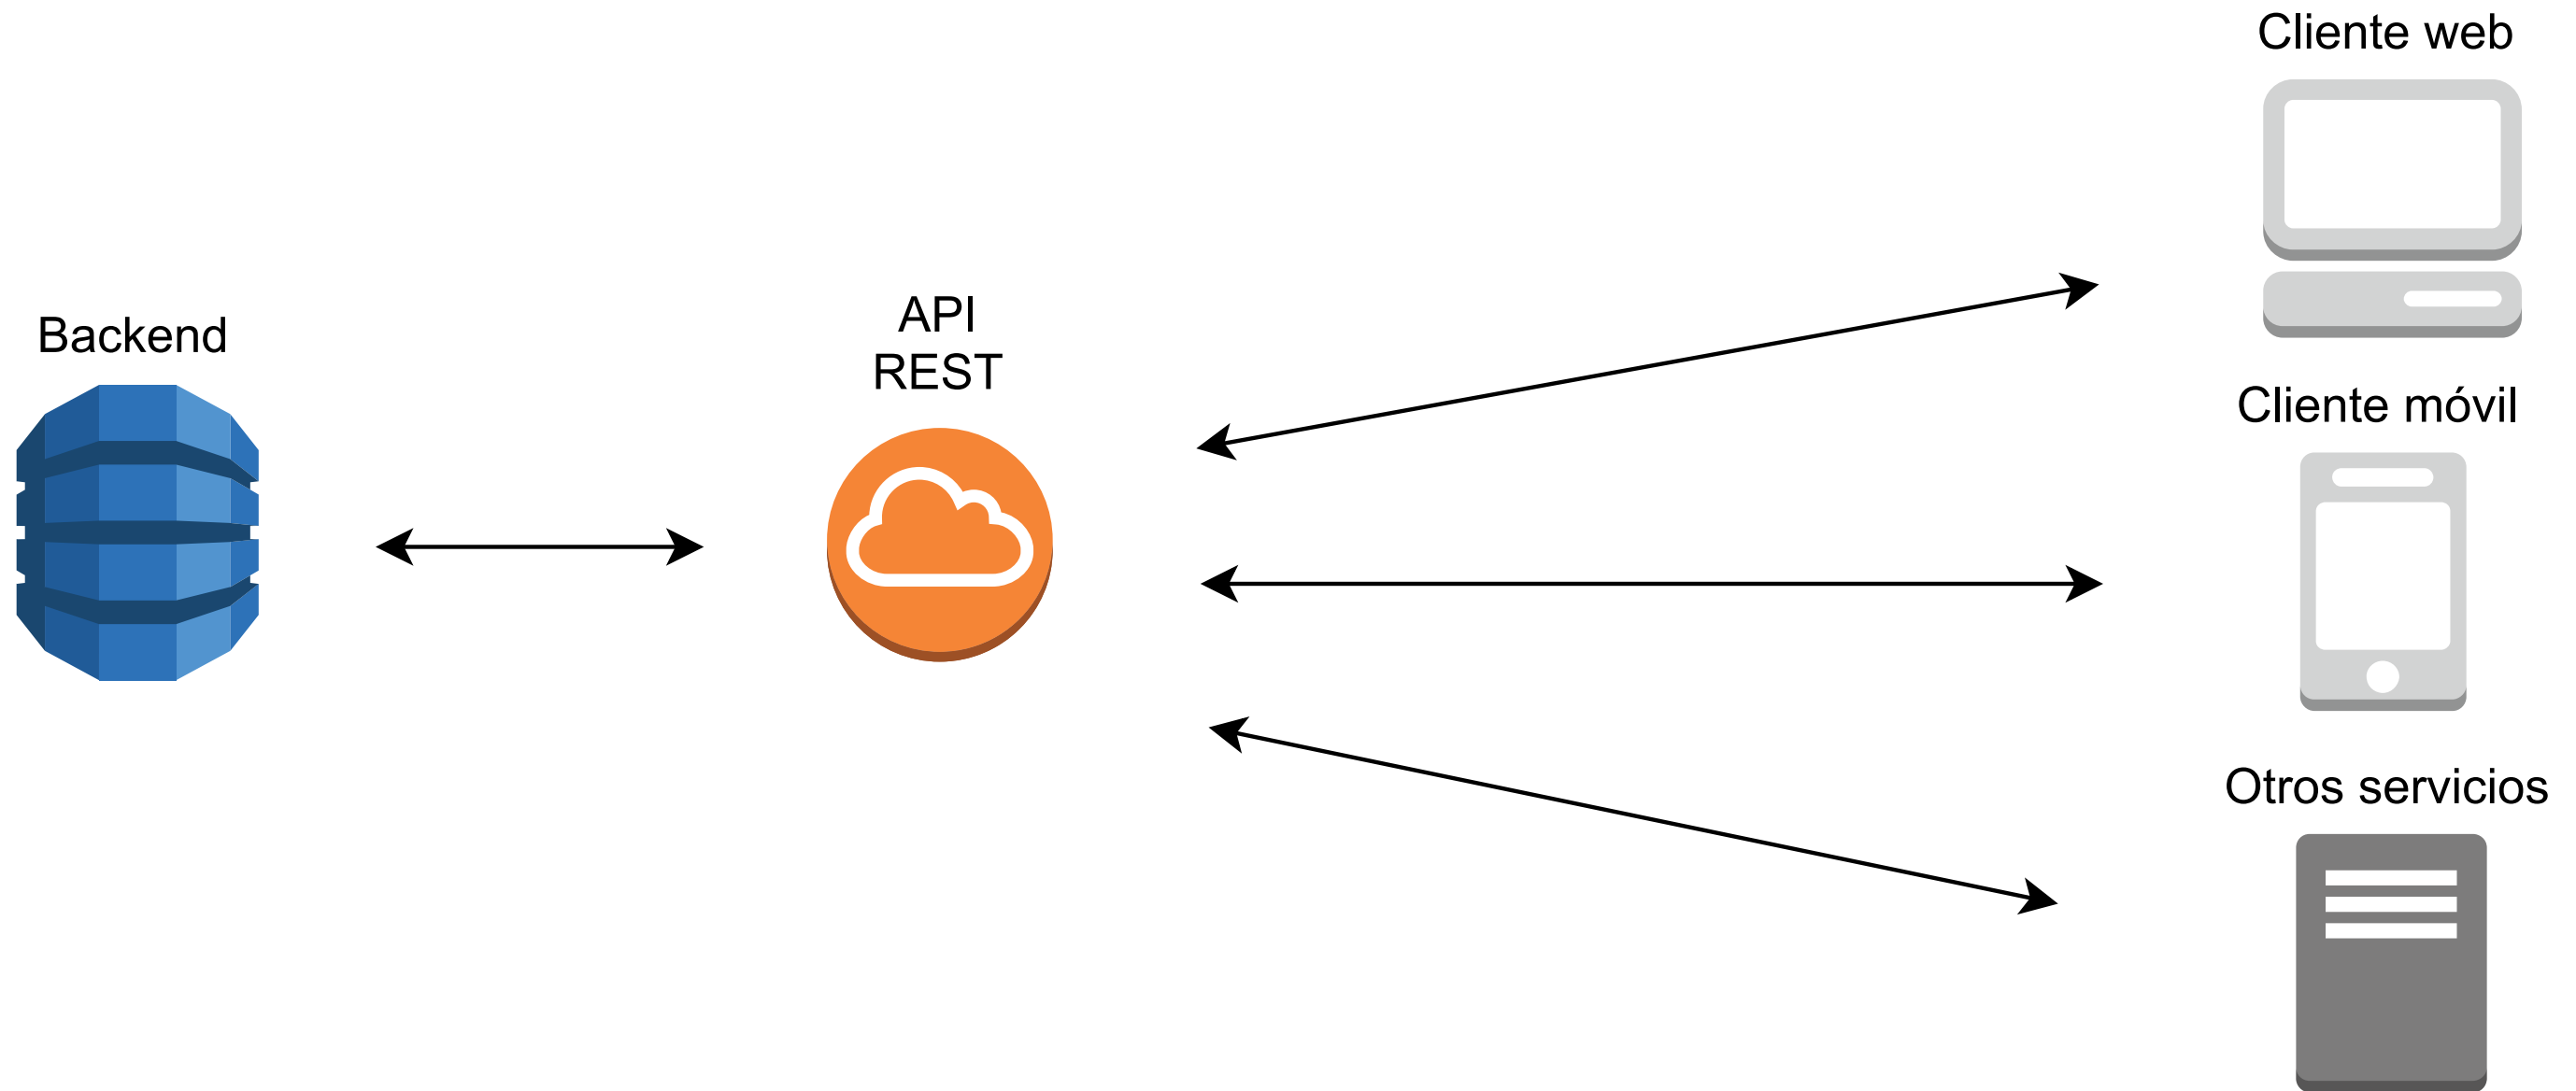 Cliente web
Backend
API
REST
Cliente móvil
Otros servicios